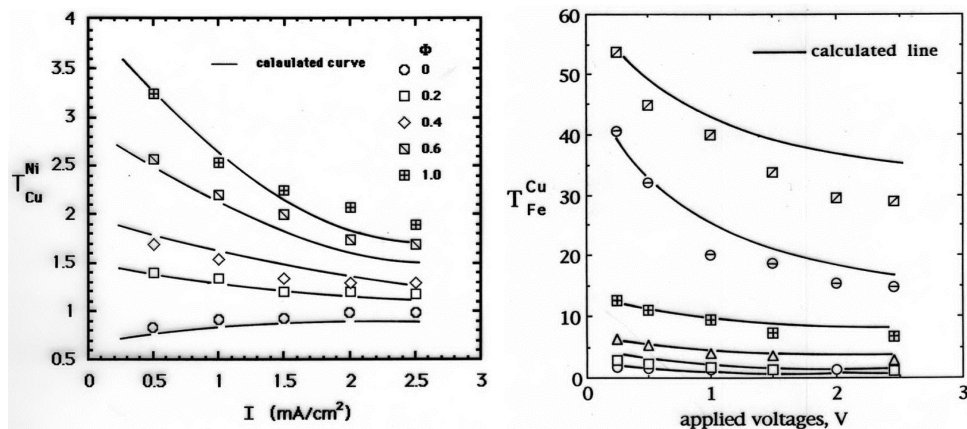 4
3.5
3
2.5
2
1.5
1
0.5
T Ni Cu
calaulated curve
Φ
0
0.2
0.4
0.6
1.0
0 0.5 1.0 1.5 2.0 2.5 3
I (mA/cm²)
60
50
40
30
20
10
0
T Cu Fe
calculated line
0 1 2 3
applied voltages, V